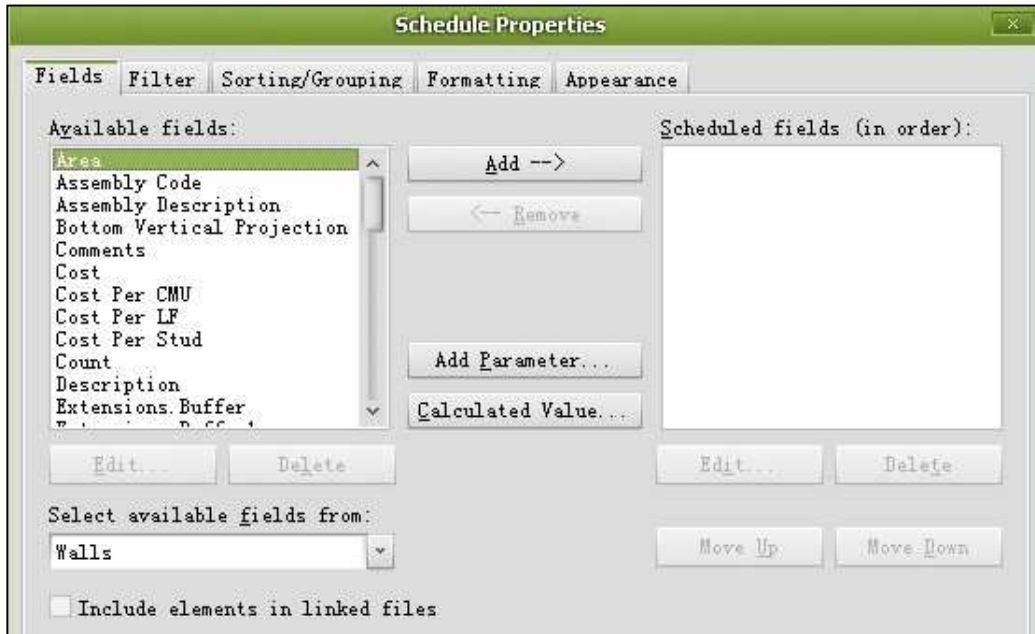 Schedule Properties
Fields Filter Sorting/Grouping Formatting Appearance
Available fields:
Scheduled fields (in order):
Area
Assembly Code
Assembly Description
Bottom Vertical Projection
Comments
Cost
Cost Per CMU
Cost Per LF
Cost Per Stud
Count
Description
Extensions.Buffer
Add -->
<-- Remove
Add Parameter...
Calculated Value...
Edit... Delete
Edit... Delete
Select available fields from:
Walls
Move Up Move Down
Include elements in linked files